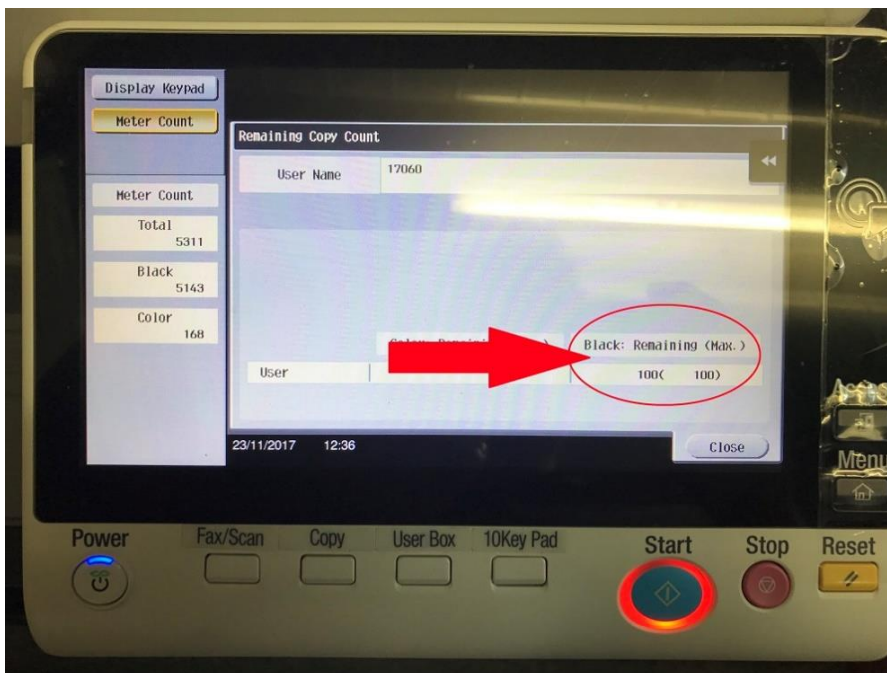 Display Keypad
Meter Count
Remaining Copy Count
User Name
17060
Meter Count
Total
5311
Black
5143
Color
168
Black: Remaining (Max.)
User
100( 100)
23/11/2017 12:36
Close
Menu
Power
Fax/Scan
Copy
User Box
10Key Pad
Start
Stop
Reset